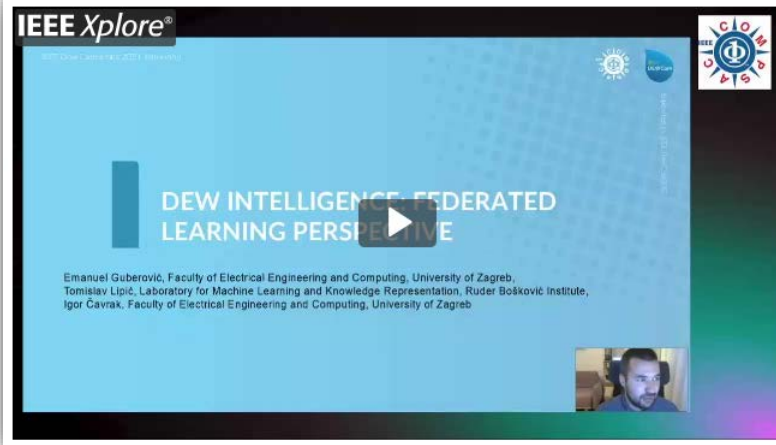 IEEE Xplore®
IEEE
COMPSAC
DEW INTELLIGENCE: FEDERATED
LEARNING PERSPECTIVE
Emanuel Guberović, Faculty of Electrical Engineering and Computing, University of Zagreb,
Tomislav Lipić, Laboratory for Machine Learning and Knowledge Representation, Ruđer Bošković Institute,
Igor Čavrak, Faculty of Electrical Engineering and Computing, University of Zagreb